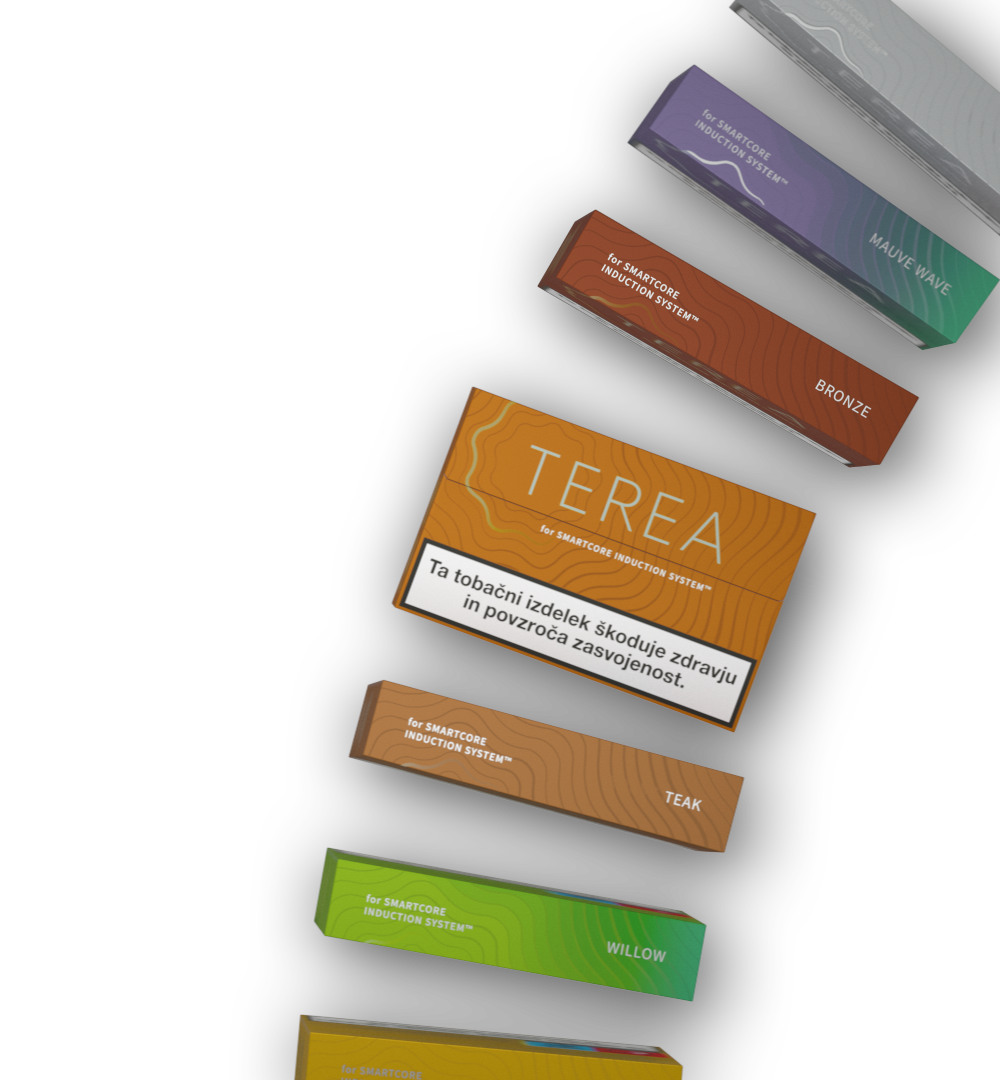 for SMARTCORE
INDUCTION SYSTEM™
MAUVE WAVE
for SMARTCORE
INDUCTION SYSTEM™
BRONZE
TEREA
for SMARTCORE INDUCTION SYSTEM™
Ta tobačni izdelek škoduje zdravju
in povzroča zasvojenost.
for SMARTCORE
INDUCTION SYSTEM™
TEAK
for SMARTCORE
INDUCTION SYSTEM™
WILLOW
for SMARTCORE